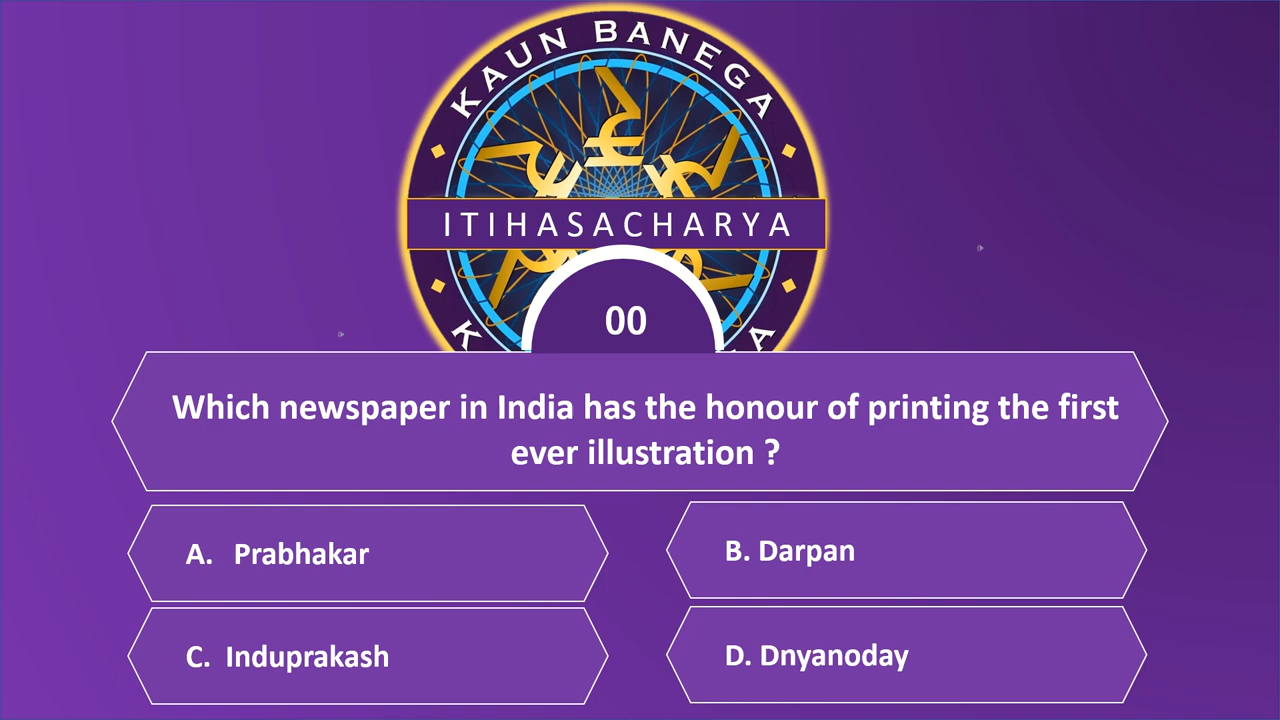 KAUN BANEGA
ITIHASACHARYA
00
K A
Which newspaper in India has the honour of printing the first
ever illustration ?
A. Prabhakar
B. Darpan
C. Induprakash
D. Dnyanoday